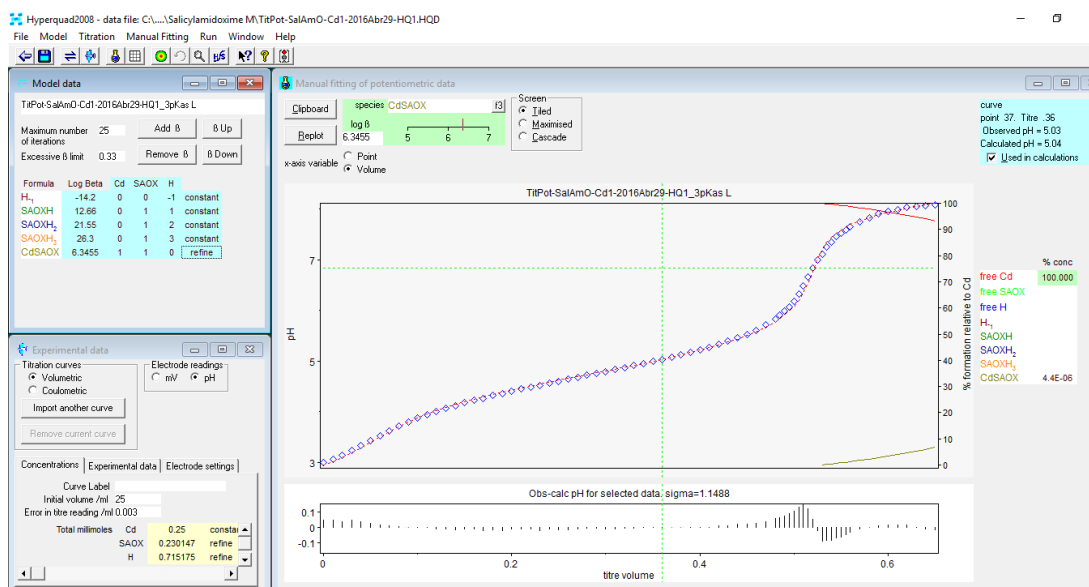 Hyperquad2008 - data file: C:\....\Salicylamidoxime M\TitPot-SalAmO-Cd1-2016Abr29-HQ1.HQD
File Model Titration Manual Fitting Run Window Help
Model data
TitPot-SalAmO-Cd1-2016Abr29-HQ1_3pKas L
Maximum number of iterations 25
Add ß
ß Up
Excessive ß limit 0.33
Remove ß
ß Down
Formula Log Beta Cd SAOX H
H-1 -14.2 0 0 -1 constant
SAOXH 12.66 0 1 1 constant
SAOXH2 21.55 0 1 2 constant
SAOXH3 26.3 0 1 3 constant
CdSAOX 6.3455 1 1 0 refine
Experimental data
Titration curves
Volumetric
Coulometric
Electrode readings
mV pH
Import another curve
Remove current curve
Concentrations Experimental data Electrode settings
Curve Label
Initial volume /ml 25
Error in titre reading /ml 0.003
Total millimoles Cd 0.25 constan
SAOX 0.230147 refine
H 0.715175 refine
Manual fitting of potentiometric data
Clipboard
Replot
species CdSAOX f3
log ß
6.3455 5 6 7
Screen
Tiled
Maximised
Cascade
x-axis variable Point
Volume
curve
point 37. Titre .36
Observed pH = 5.03
Calculated pH = 5.04
Used in calculations
TitPot-SalAmO-Cd1-2016Abr29-HQ1_3pKas L
pH
7
5
3
100
90
80
70
60
50
40
30
20
10
0
% formation relative to Cd
% conc
free Cd 100.000
free SAOX
free H
H-1
SAOXH
SAOXH2
SAOXH3
CdSAOX 4.4E-06
Obs-calc pH for selected data. sigma=1.1488
0.1
0
-0.1
0 0.2 0.4 0.6
titre volume